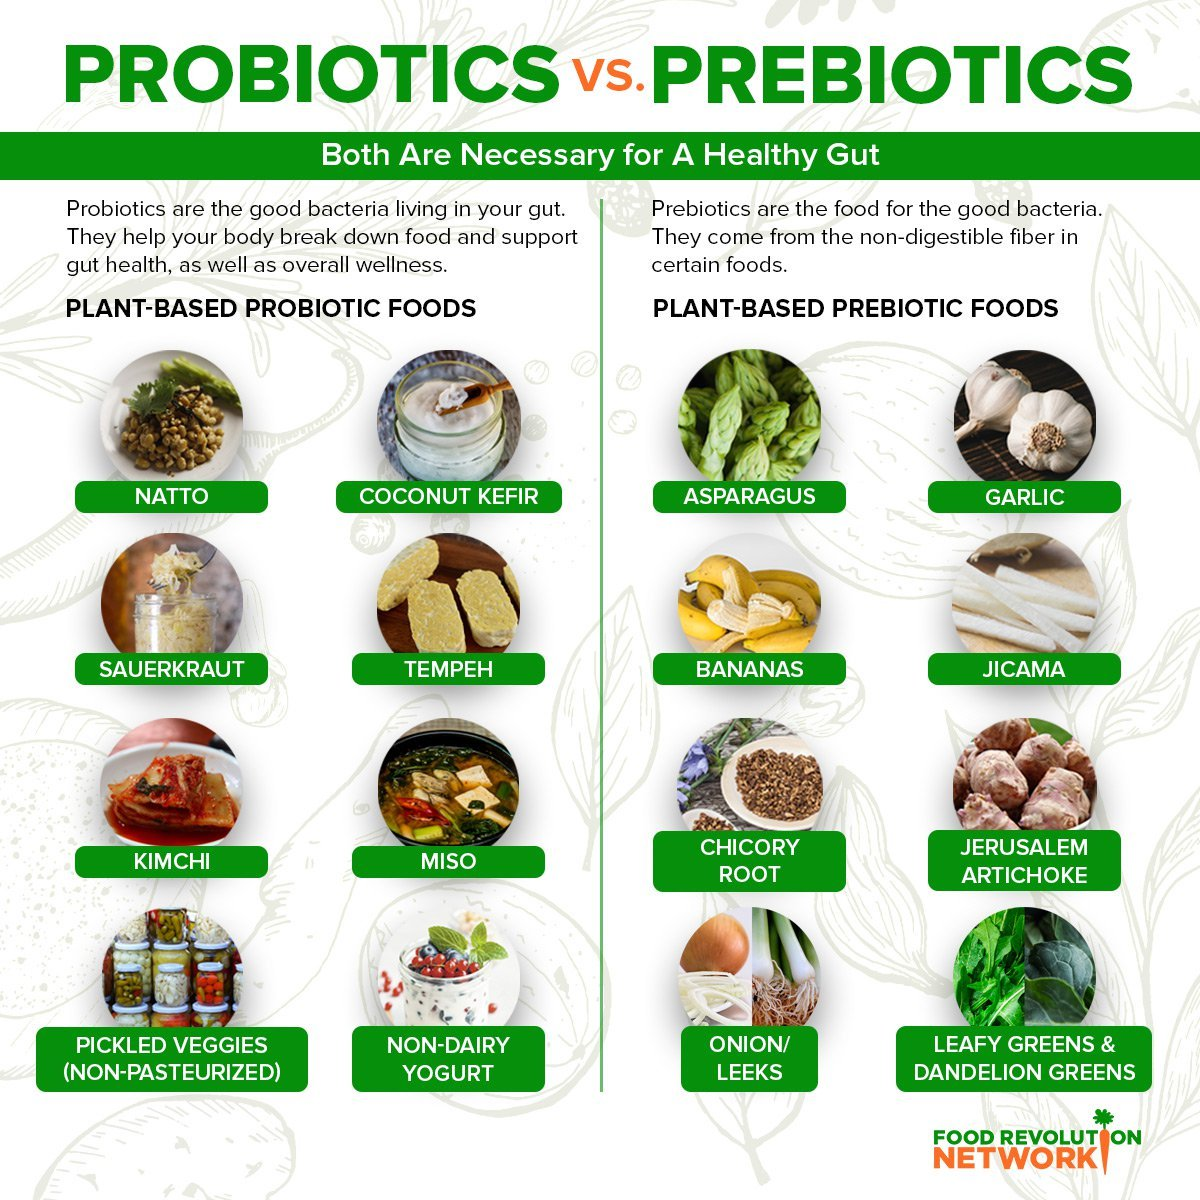 PROBIOTICS VS. PREBIOTICS
Both Are Necessary for A Healthy Gut
Probiotics are the good bacteria living in your gut.
They help your body break down food and support
gut health, as well as overall wellness.
PLANT-BASED PROBIOTIC FOODS
NATTO
COCONUT KEFIR
SAUERKRAUT
TEMPEH
KIMCHI
MISO
PICKLED VEGGIES
(NON-PASTEURIZED)
NON-DAIRY
YOGURT
Prebiotics are the food for the good bacteria.
They come from the non-digestible fiber in
certain foods.
PLANT-BASED PREBIOTIC FOODS
ASPARAGUS
GARLIC
BANANAS
JICAMA
CHICORY
ROOT
JERUSALEM
ARTICHOKE
ONION/
LEEKS
LEAFY GREENS &
DANDELION GREENS
FOOD REVOLUTION
NETWORK